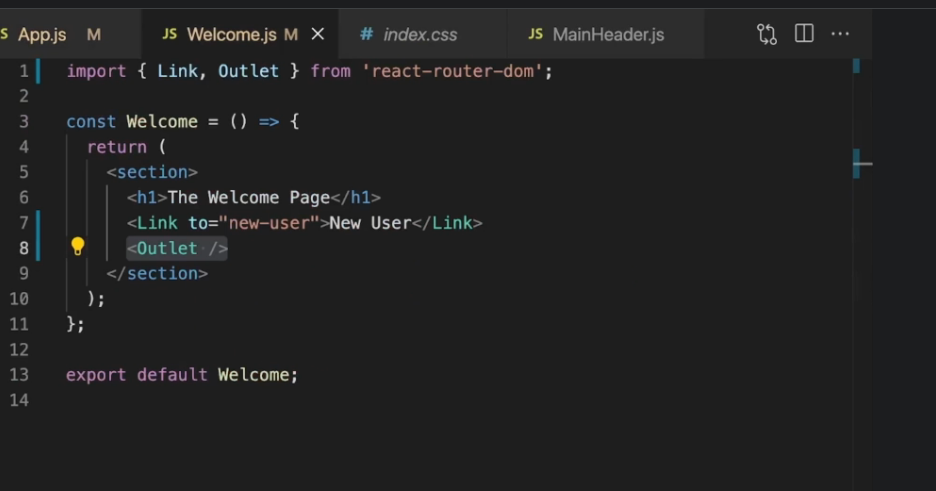 S App.js M JS Welcome.js M × # index.css JS MainHeader.js ···
1 import { Link, Outlet } from 'react-router-dom';
2
3 const Welcome = () => {
4 return (
5 <section>
6 <h1>The Welcome Page</h1>
7 <Link to="new-user">New User</Link>
8 <Outlet />
9 </section>
10 );
11 };
12
13 export default Welcome;
14